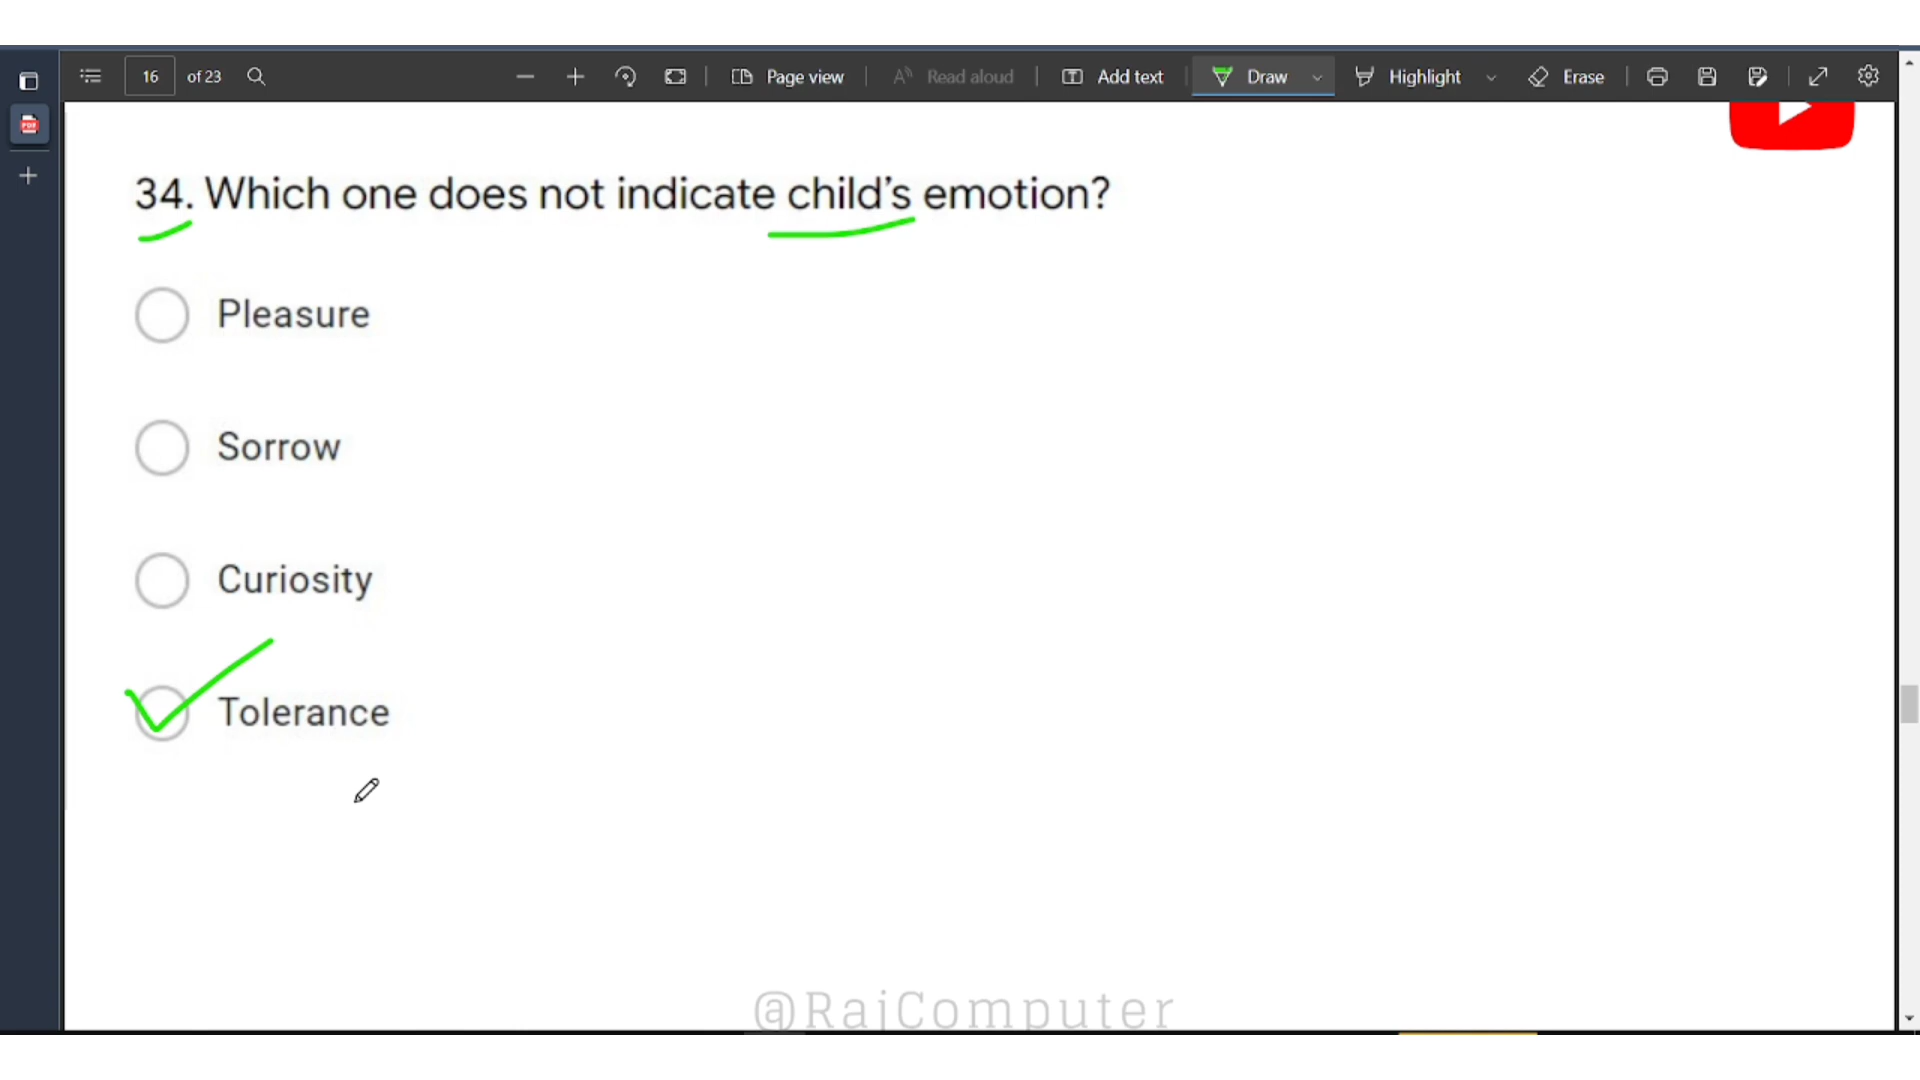 16 of 23 Page view Read aloud Add text Draw Highlight Erase
34. Which one does not indicate child's emotion?
Pleasure
Sorrow
Curiosity
Tolerance
@RajComputer